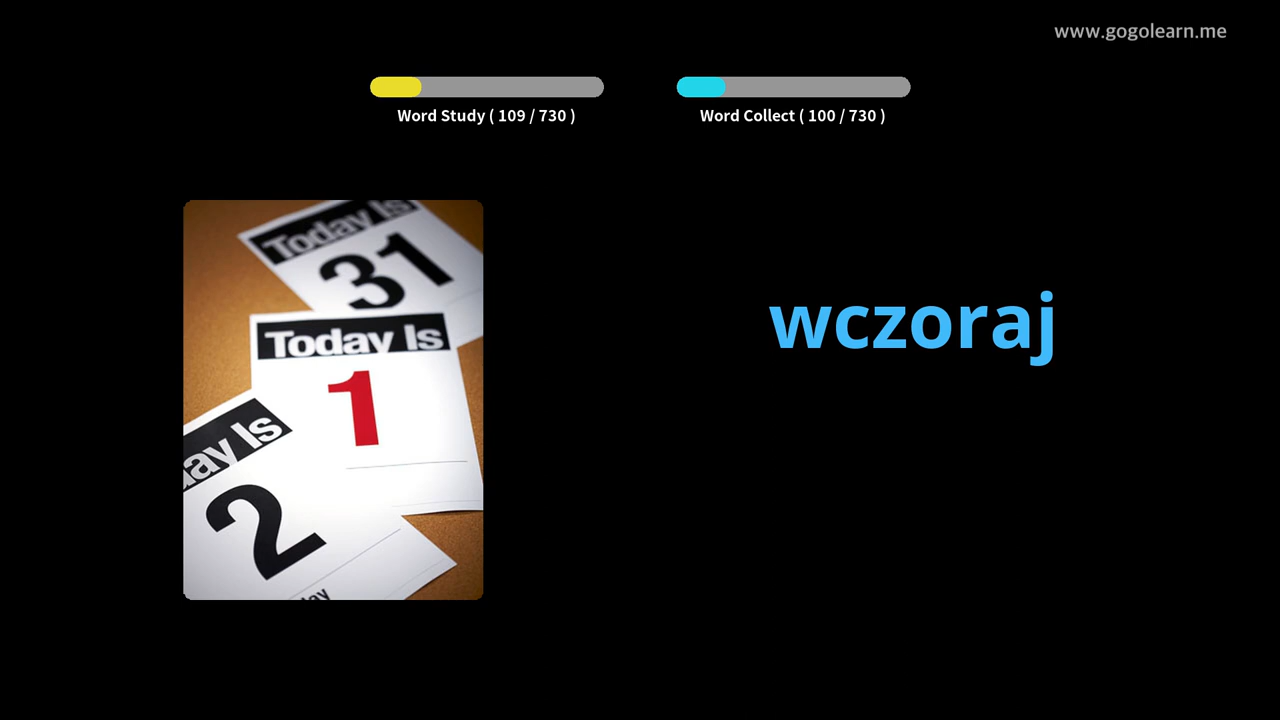 www.gogolearn.me
Word Study ( 109 / 730 )
Word Collect ( 100 / 730 )
Today Is
31
Today Is
1
ay Is
2
wczoraj